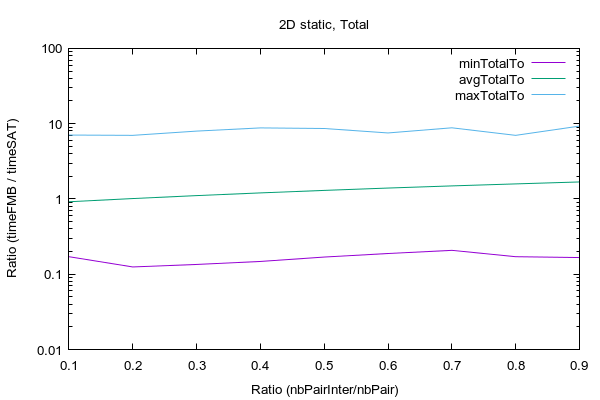 2D static, Total
100
10
1
0.1
0.01
Ratio (timeFMB / timeSAT)
minTotalTo
avgTotalTo
maxTotalTo
0.1 0.2 0.3 0.4 0.5 0.6 0.7 0.8 0.9
Ratio (nbPairInter/nbPair)